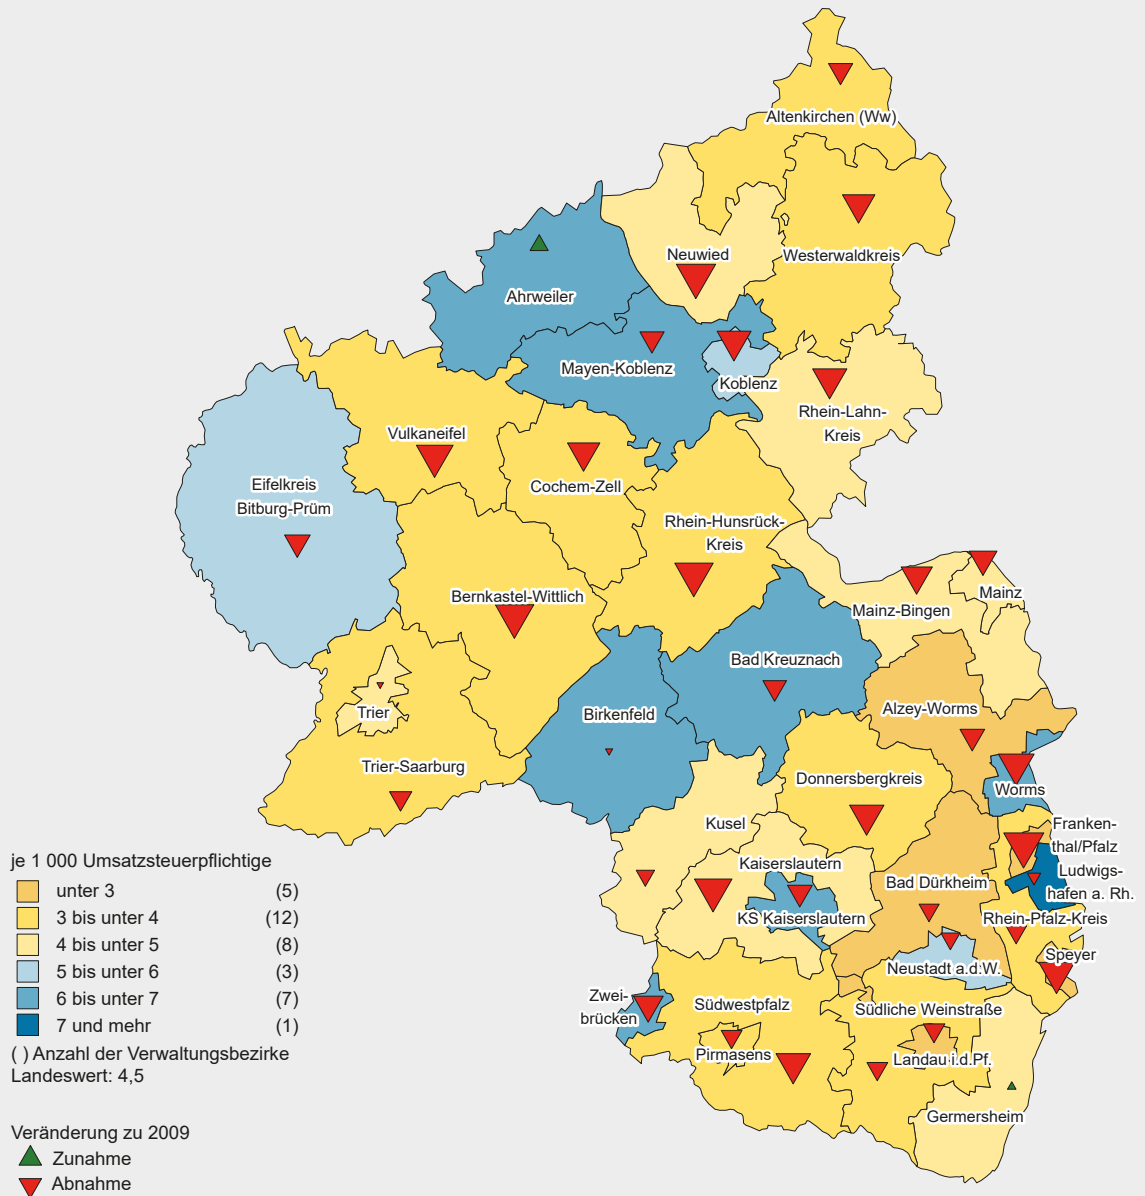 Altenkirchen (Ww)
Westerwaldkreis
Neuwied
Ahrweiler
Mayen-Koblenz
Koblenz
Rhein-Lahn-
Kreis
Vulkaneifel
Cochem-Zell
Eifelkreis
Bitburg-Prüm
Rhein-Hunsrück-
Kreis
Bernkastel-Wittlich
Mainz
Mainz-Bingen
Bad Kreuznach
Alzey-Worms
Trier
Birkenfeld
Trier-Saarburg
Donnersbergkreis
Worms
Kusel
Franken-
thal/Pfalz
Kaiserslautern
Ludwigs-
hafen a. Rh.
Bad Dürkheim
KS Kaiserslautern
Rhein-Pfalz-Kreis
Speyer
Neustadt a.d.W.
Zwei-
brücken
Südwestpfalz
Südliche Weinstraße
Pirmasens
Landau i.d.Pf.
Germersheim
je 1 000 Umsatzsteuerpflichtige
unter 3 (5)
3 bis unter 4 (12)
4 bis unter 5 (8)
5 bis unter 6 (3)
6 bis unter 7 (7)
7 und mehr (1)
( ) Anzahl der Verwaltungsbezirke
Landeswert: 4,5
Veränderung zu 2009
Zunahme
Abnahme